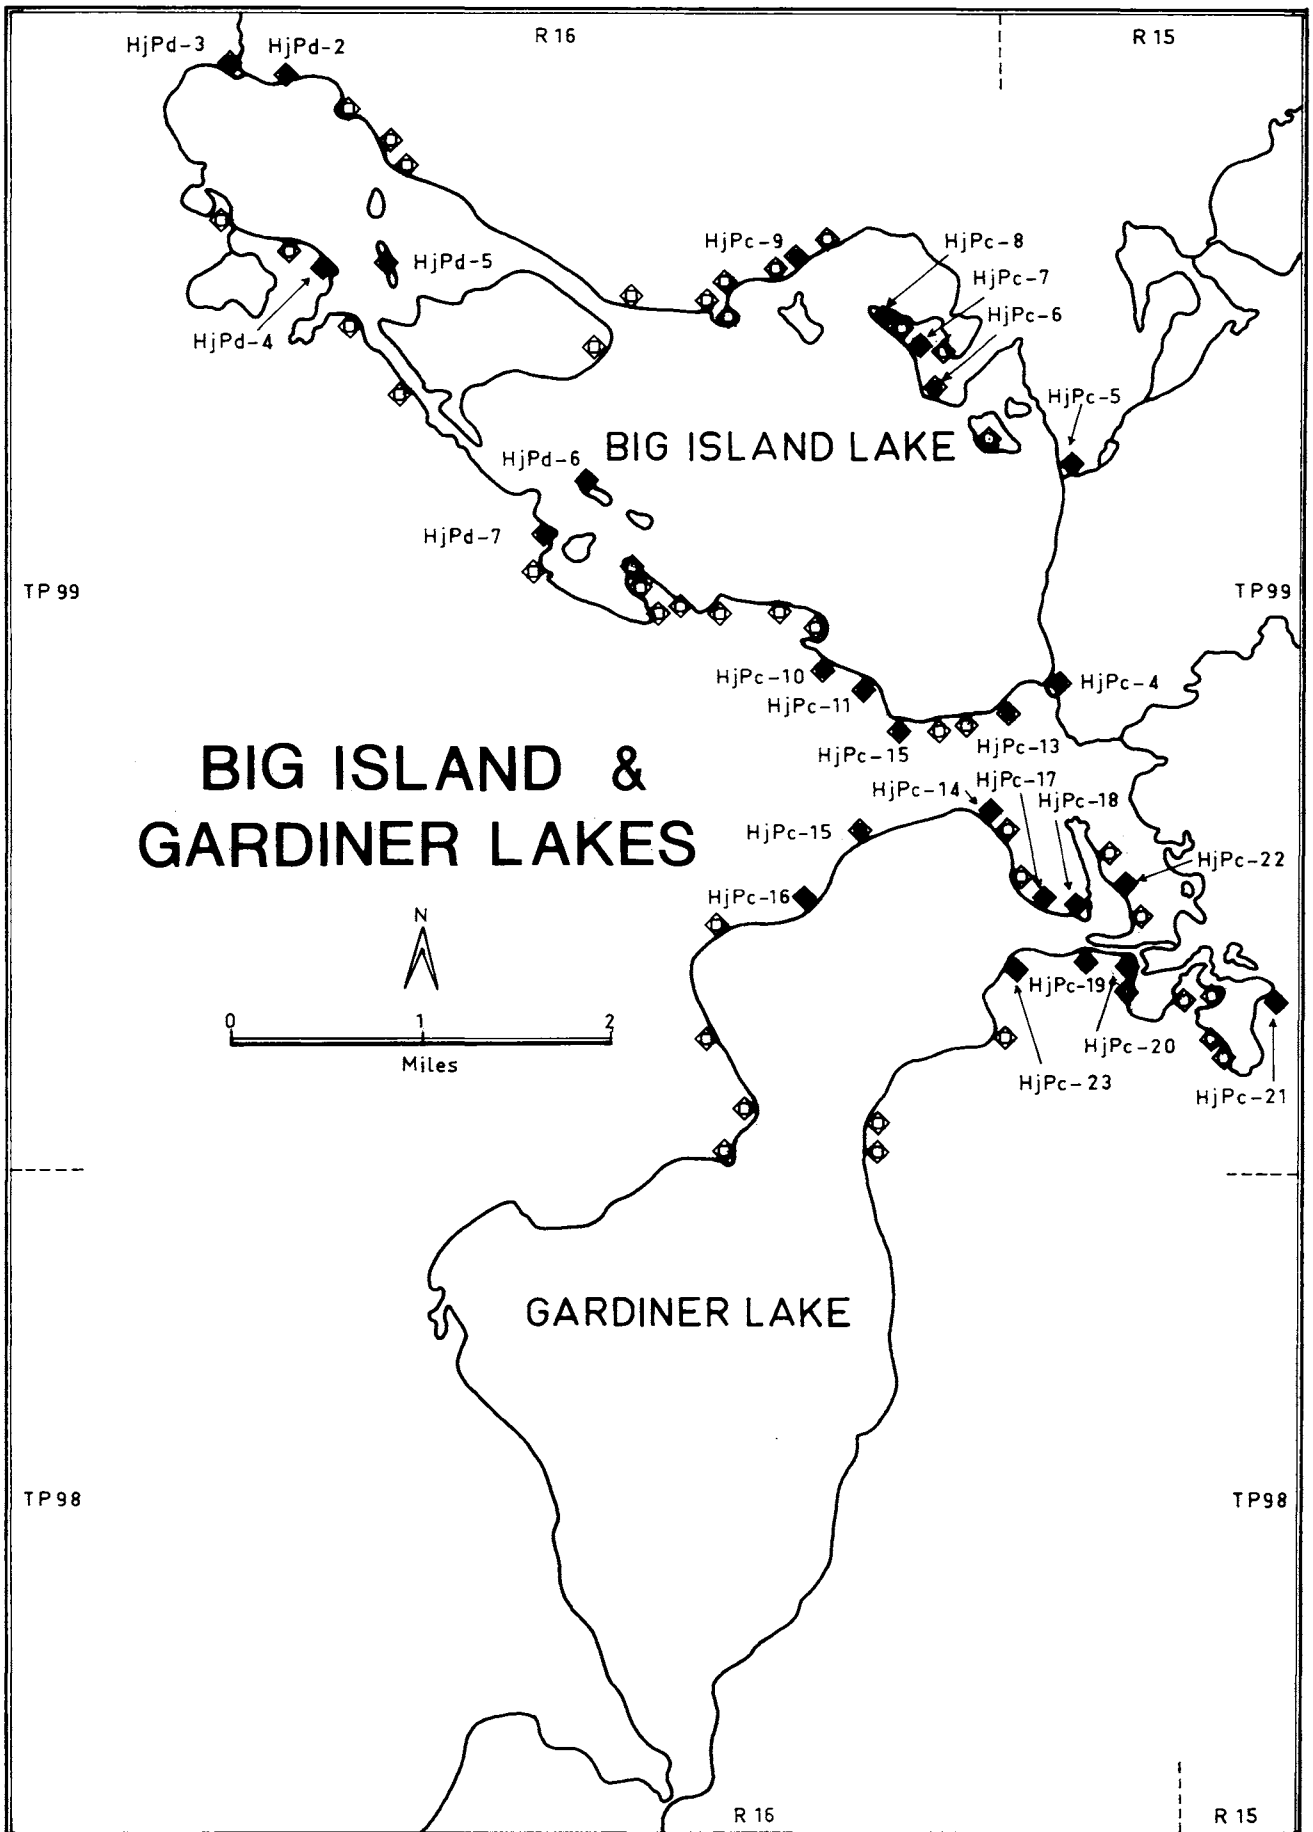 R 16
R 15
HjPd-3
HjPd-2
HjPc-9
HjPc-8
HjPd-5
HjPc-7
HjPc-6
HjPd-4
HjPc-5
BIG ISLAND LAKE
HjPd-6
HjPd-7
TP 99
TP99
HjPc-10
HjPc-4
HjPc-11
HjPc-15
HjPc-13
BIG ISLAND &
GARDINER LAKES
HjPc-14
HjPc-17
HjPc-18
HjPc-15
HjPc-22
HjPc-16
N
HjPc-19
0 1 2
Miles
HjPc-20
HjPc-23
HjPc-21
GARDINER LAKE
TP98
TP98
R 16
R 15